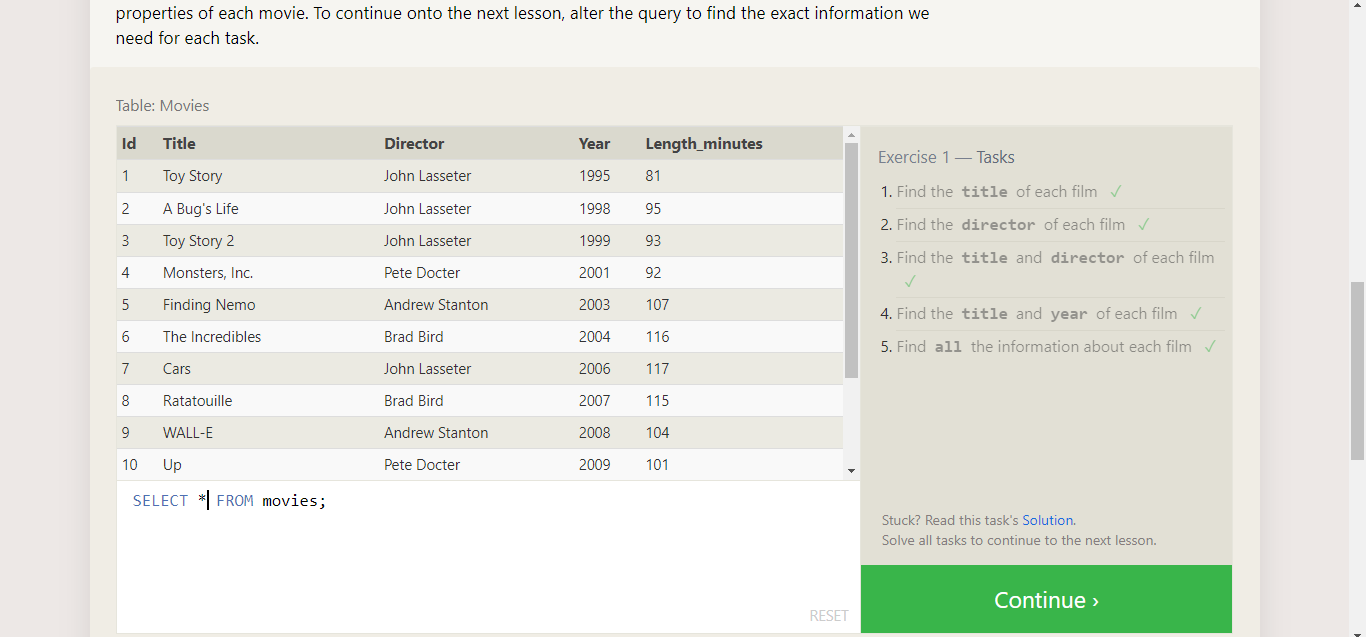 properties of each movie. To continue onto the next lesson, alter the query to find the exact information we
need for each task.
Table: Movies
Id Title Director Year Length_minutes
1 Toy Story John Lasseter 1995 81
2 A Bug's Life John Lasseter 1998 95
3 Toy Story 2 John Lasseter 1999 93
4 Monsters, Inc. Pete Docter 2001 92
5 Finding Nemo Andrew Stanton 2003 107
6 The Incredibles Brad Bird 2004 116
7 Cars John Lasseter 2006 117
8 Ratatouille Brad Bird 2007 115
9 WALL-E Andrew Stanton 2008 104
10 Up Pete Docter 2009 101
SELECT * FROM movies;
RESET
Exercise 1 — Tasks
1. Find the title of each film ✓
2. Find the director of each film ✓
3. Find the title and director of each film
✓
4. Find the title and year of each film ✓
5. Find all the information about each film ✓
Stuck? Read this task's Solution.
Solve all tasks to continue to the next lesson.
Continue ›